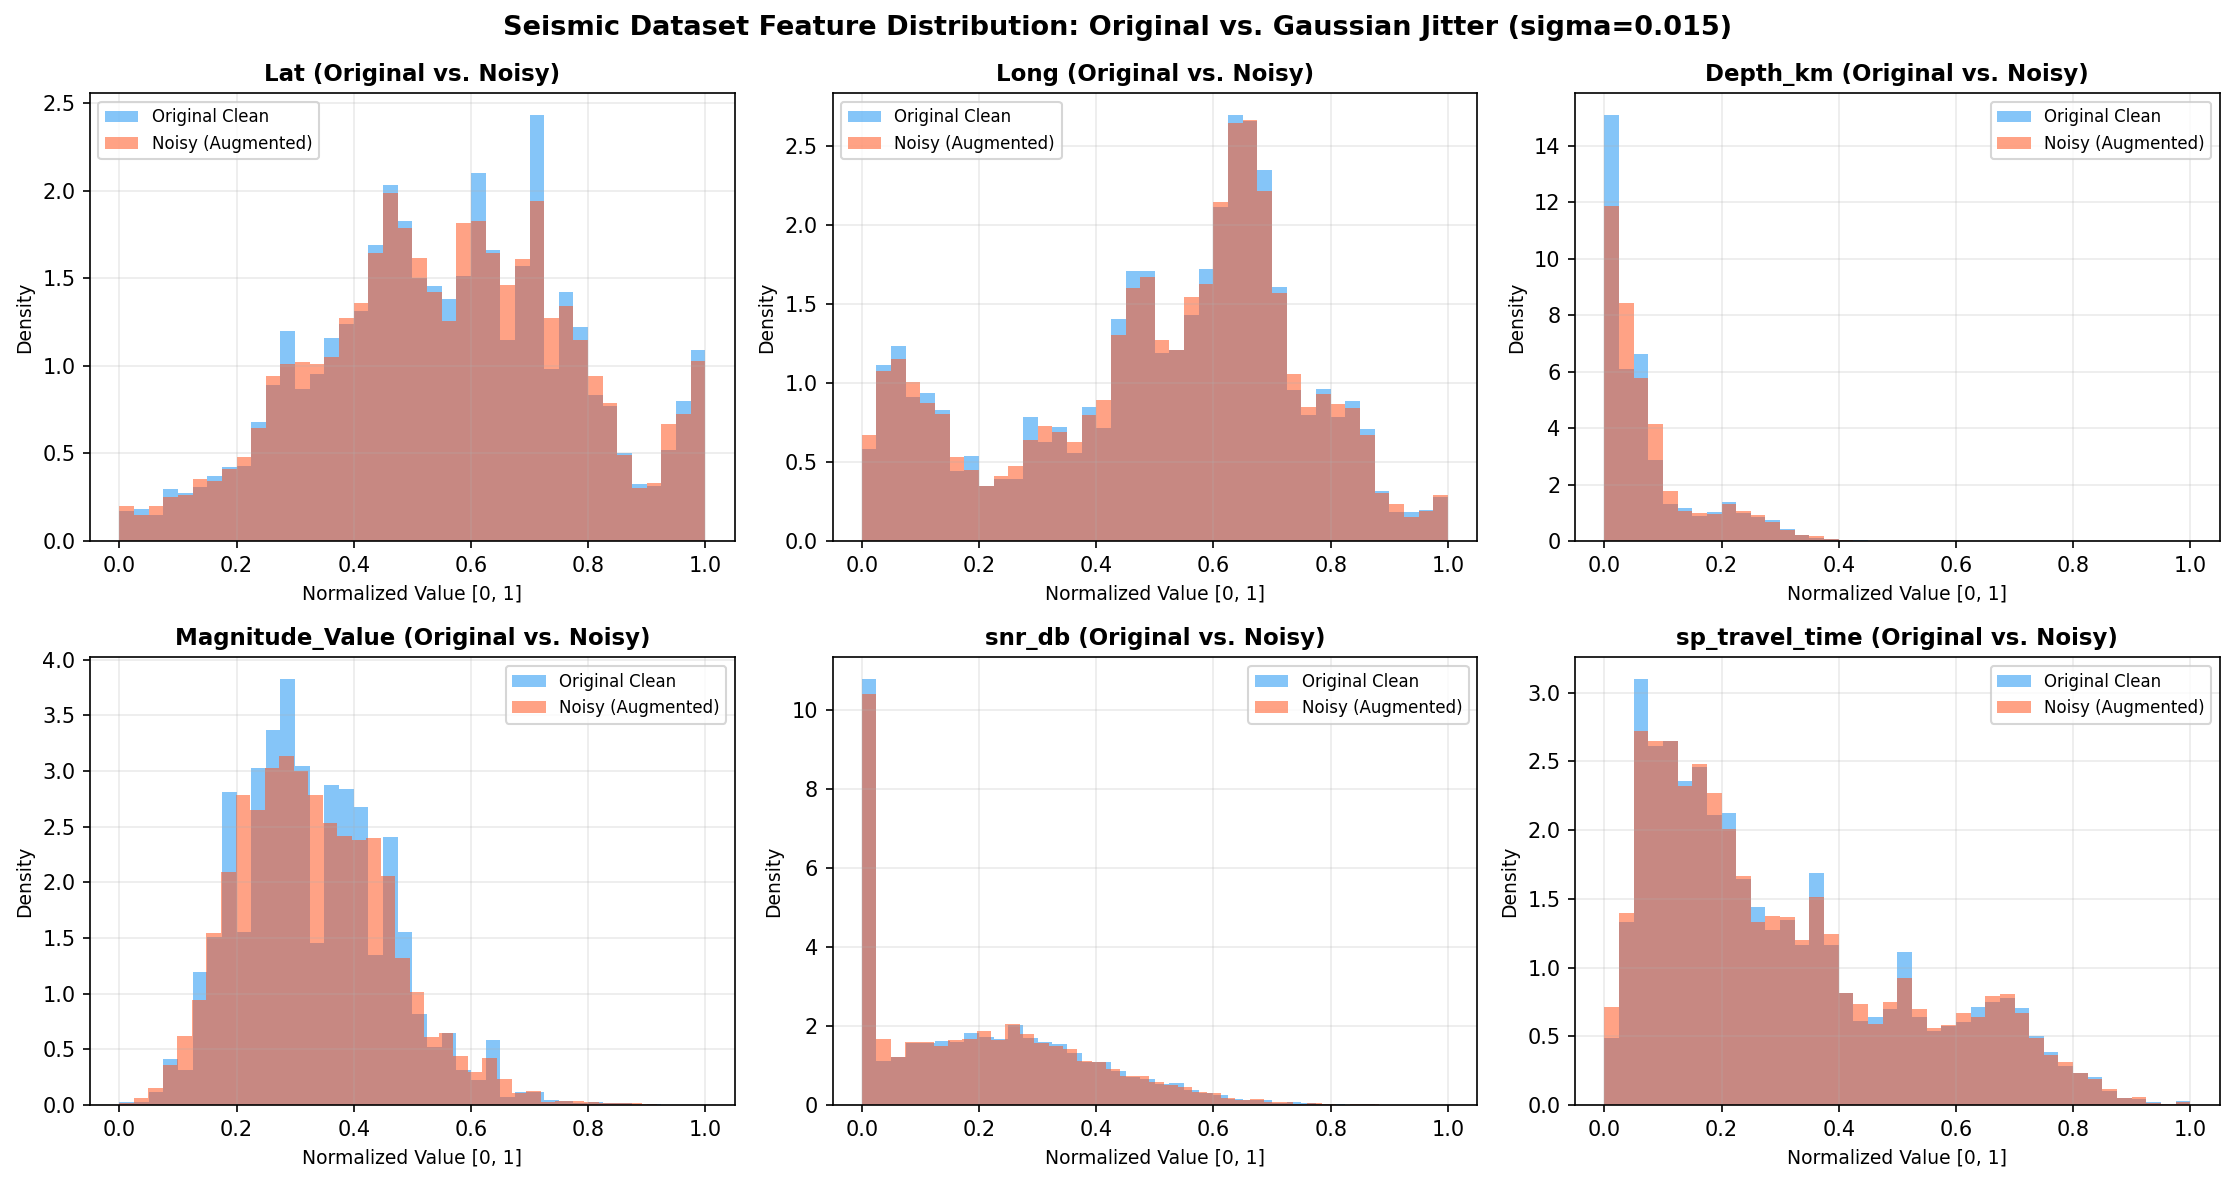 Seismic Dataset Feature Distribution: Original vs. Gaussian Jitter (sigma=0.015)
Lat (Original vs. Noisy)
Original Clean
Noisy (Augmented)
Density
2.5
2.0
1.5
1.0
0.5
0.0
0.0 0.2 0.4 0.6 0.8 1.0
Normalized Value [0, 1]
Long (Original vs. Noisy)
Original Clean
Noisy (Augmented)
Density
2.5
2.0
1.5
1.0
0.5
0.0
0.0 0.2 0.4 0.6 0.8 1.0
Normalized Value [0, 1]
Depth_km (Original vs. Noisy)
Original Clean
Noisy (Augmented)
Density
14
12
10
8
6
4
2
0
0.0 0.2 0.4 0.6 0.8 1.0
Normalized Value [0, 1]
Magnitude_Value (Original vs. Noisy)
Original Clean
Noisy (Augmented)
Density
4.0
3.5
3.0
2.5
2.0
1.5
1.0
0.5
0.0
0.0 0.2 0.4 0.6 0.8 1.0
Normalized Value [0, 1]
snr_db (Original vs. Noisy)
Original Clean
Noisy (Augmented)
Density
10
8
6
4
2
0
0.0 0.2 0.4 0.6 0.8 1.0
Normalized Value [0, 1]
sp_travel_time (Original vs. Noisy)
Original Clean
Noisy (Augmented)
Density
3.0
2.5
2.0
1.5
1.0
0.5
0.0
0.0 0.2 0.4 0.6 0.8 1.0
Normalized Value [0, 1]